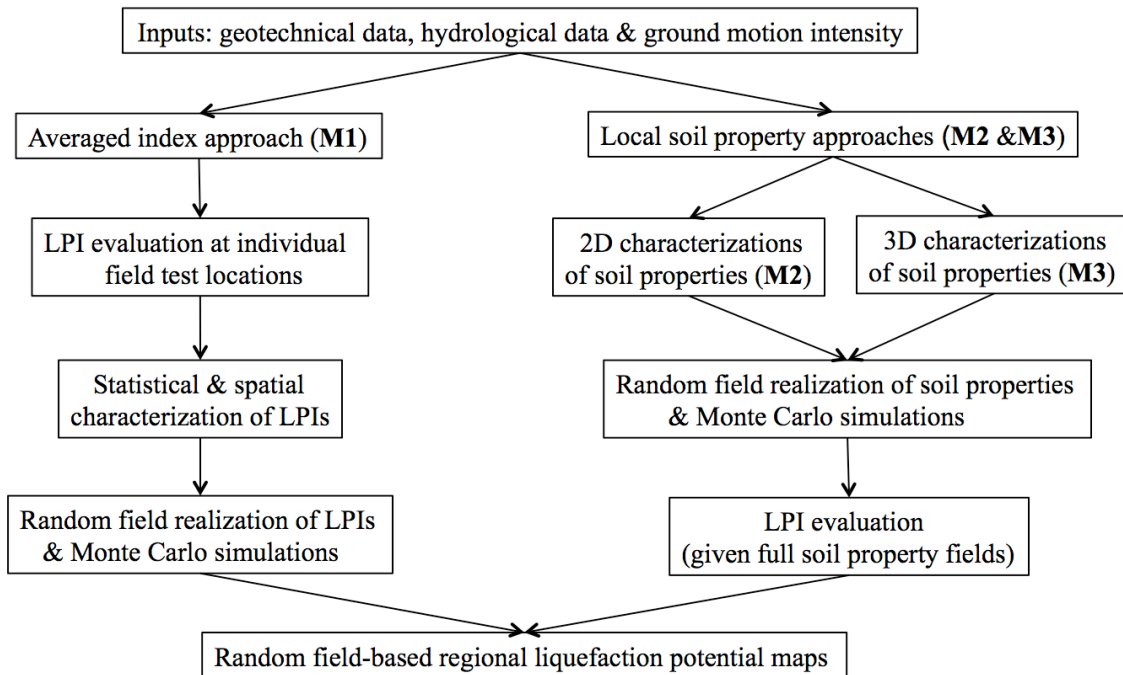 Inputs: geotechnical data, hydrological data & ground motion intensity
Averaged index approach (M1)
Local soil property approaches (M2 &M3)
LPI evaluation at individual
field test locations
2D characterizations
of soil properties (M2)
3D characterizations
of soil properties (M3)
Statistical & spatial
characterization of LPIs
Random field realization of soil properties
& Monte Carlo simulations
Random field realization of LPIs
& Monte Carlo simulations
LPI evaluation
(given full soil property fields)
Random field-based regional liquefaction potential maps